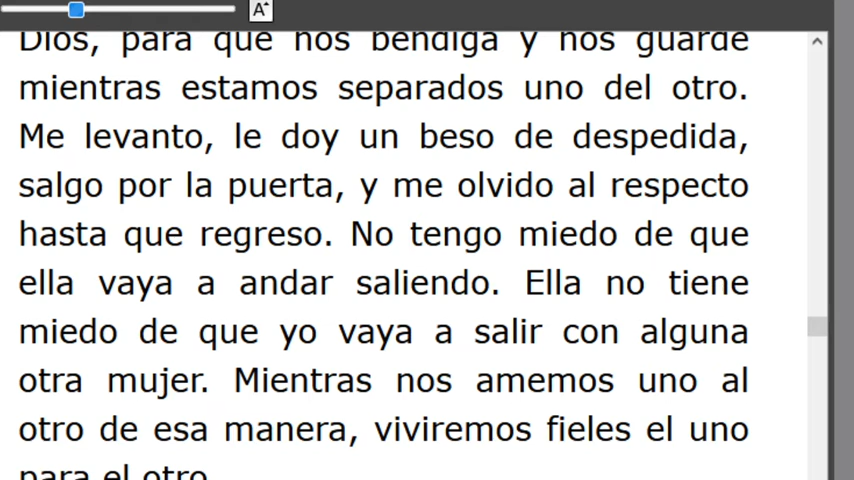 A
Dios, para que nos bendiga y nos guarde
mientras estamos separados uno del otro.
Me levanto, le doy un beso de despedida,
salgo por la puerta, y me olvido al respecto
hasta que regreso. No tengo miedo de que
ella vaya a andar saliendo. Ella no tiene
miedo de que yo vaya a salir con alguna
otra mujer. Mientras nos amemos uno al
otro de esa manera, viviremos fieles el uno
para el otro